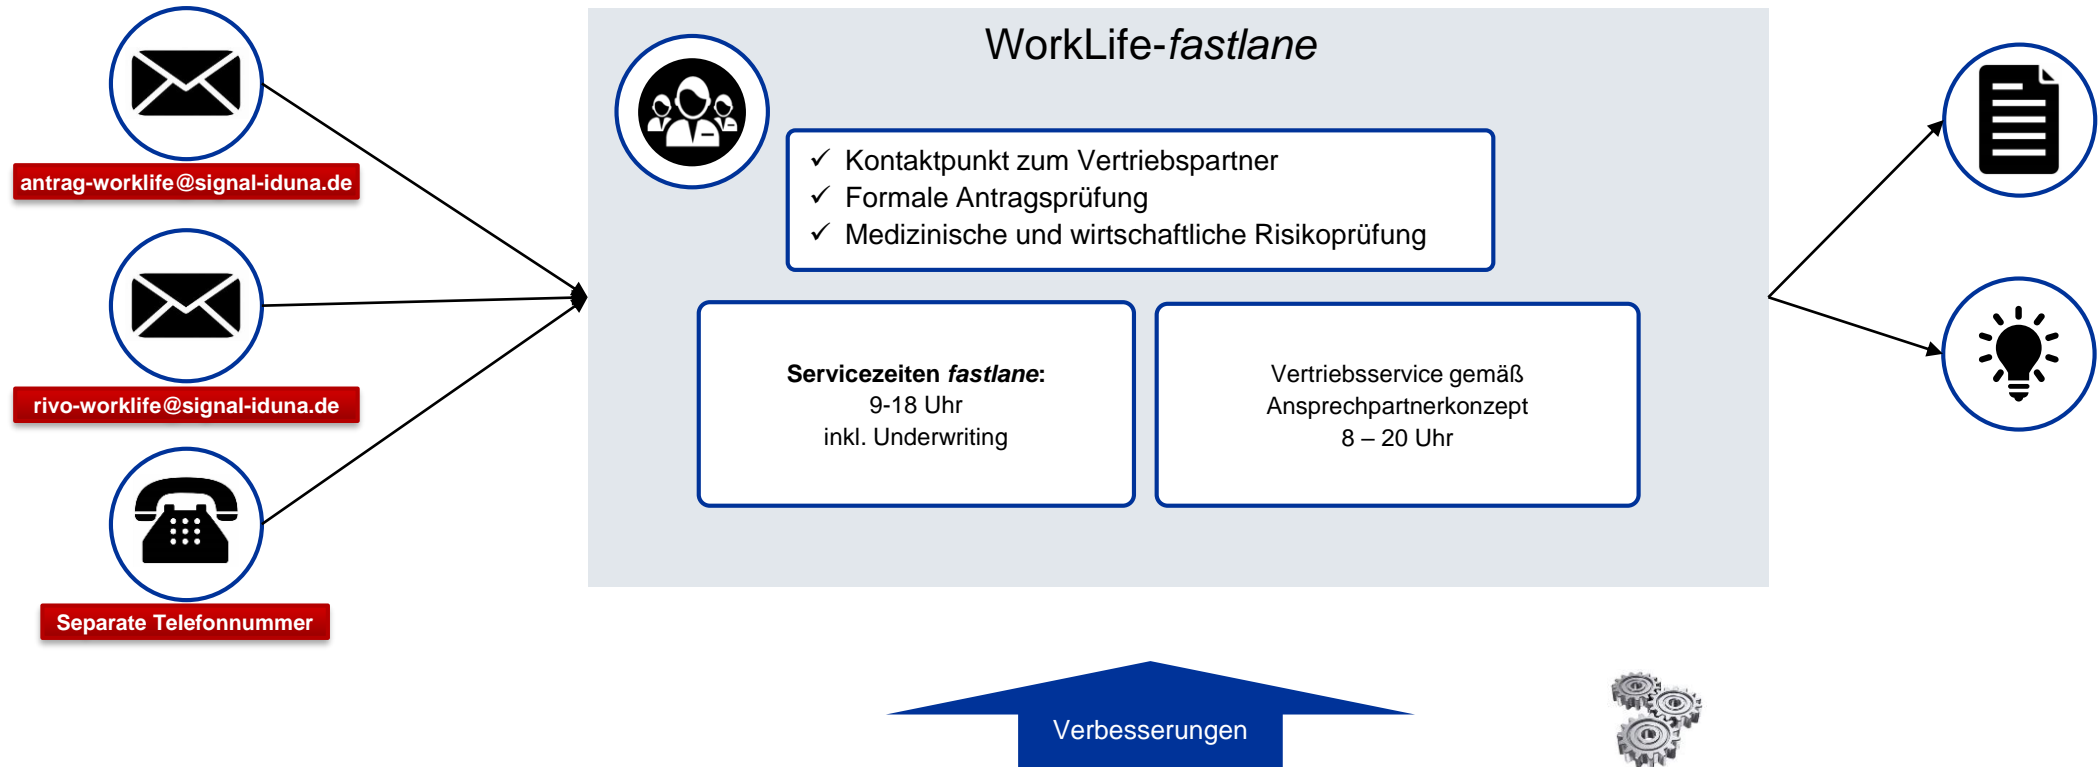 antrag-worklife@signal-iduna.de
rivo-worklife@signal-iduna.de
Separate Telefonnummer
WorkLife-fastlane
✓ Kontaktpunkt zum Vertriebspartner
✓ Formale Antragsprüfung
✓ Medizinische und wirtschaftliche Risikoprüfung
Servicezeiten fastlane:
9-18 Uhr
inkl. Underwriting
Vertriebsservice gemäß
Ansprechpartnerkonzept
8 – 20 Uhr
Verbesserungen